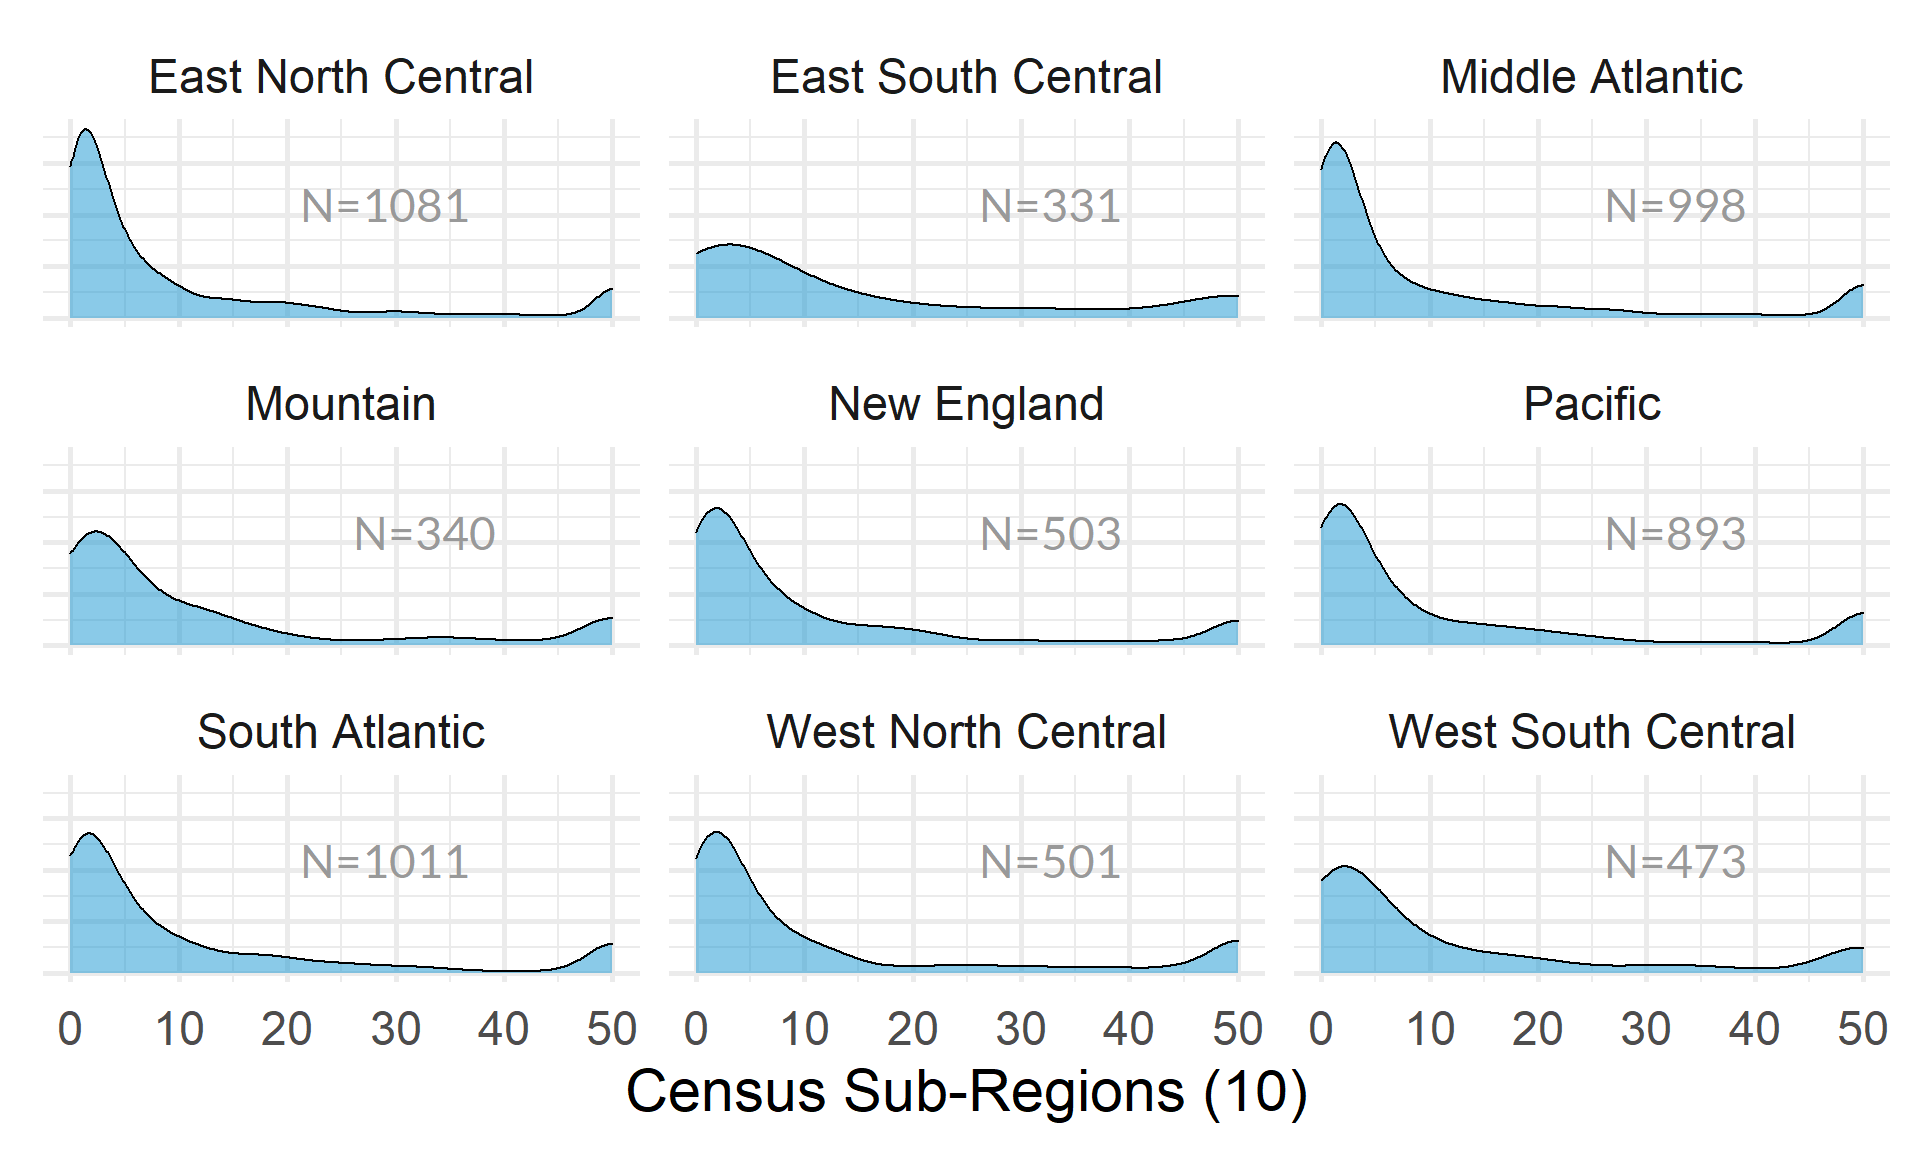 East North Central East South Central Middle Atlantic
N=1081 N=331 N=998
Mountain New England Pacific
N=340 N=503 N=893
South Atlantic West North Central West South Central
N=1011 N=501 N=473
0 10 20 30 40 50 0 10 20 30 40 50 0 10 20 30 40 50
Census Sub-Regions (10)